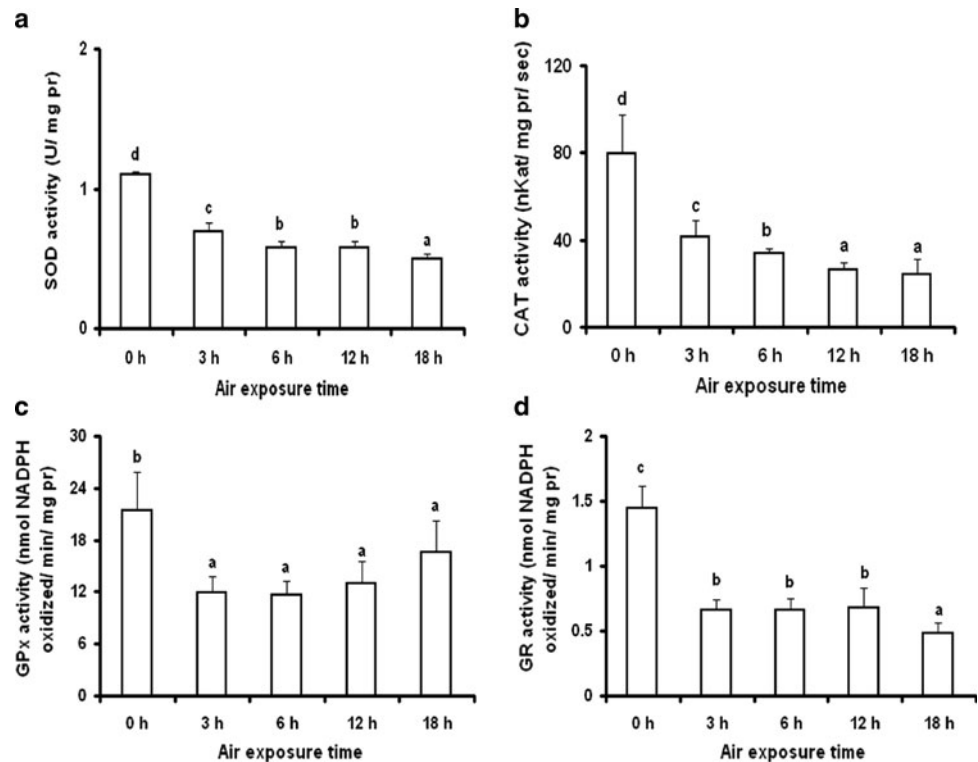 a
SOD activity (U/ mg pr)
2
1
0
d
c
b
b
a
0 h 3 h 6 h 12 h 18 h
Air exposure time
b
CAT activity (nKat/ mg pr/ sec)
120
80
40
0
d
c
b
a
a
0 h 3 h 6 h 12 h 18 h
Air exposure time
c
GPx activity (nmol NADPH
oxidized/ min/ mg pr)
30
24
18
12
6
0
b
a
a
a
a
0 h 3 h 6 h 12 h 18 h
Air exposure time
d
GR activity (nmol NADPH
oxidized/ min/ mg pr)
2
1.5
1
0.5
0
c
b
b
b
a
0 h 3 h 6 h 12 h 18 h
Air exposure time